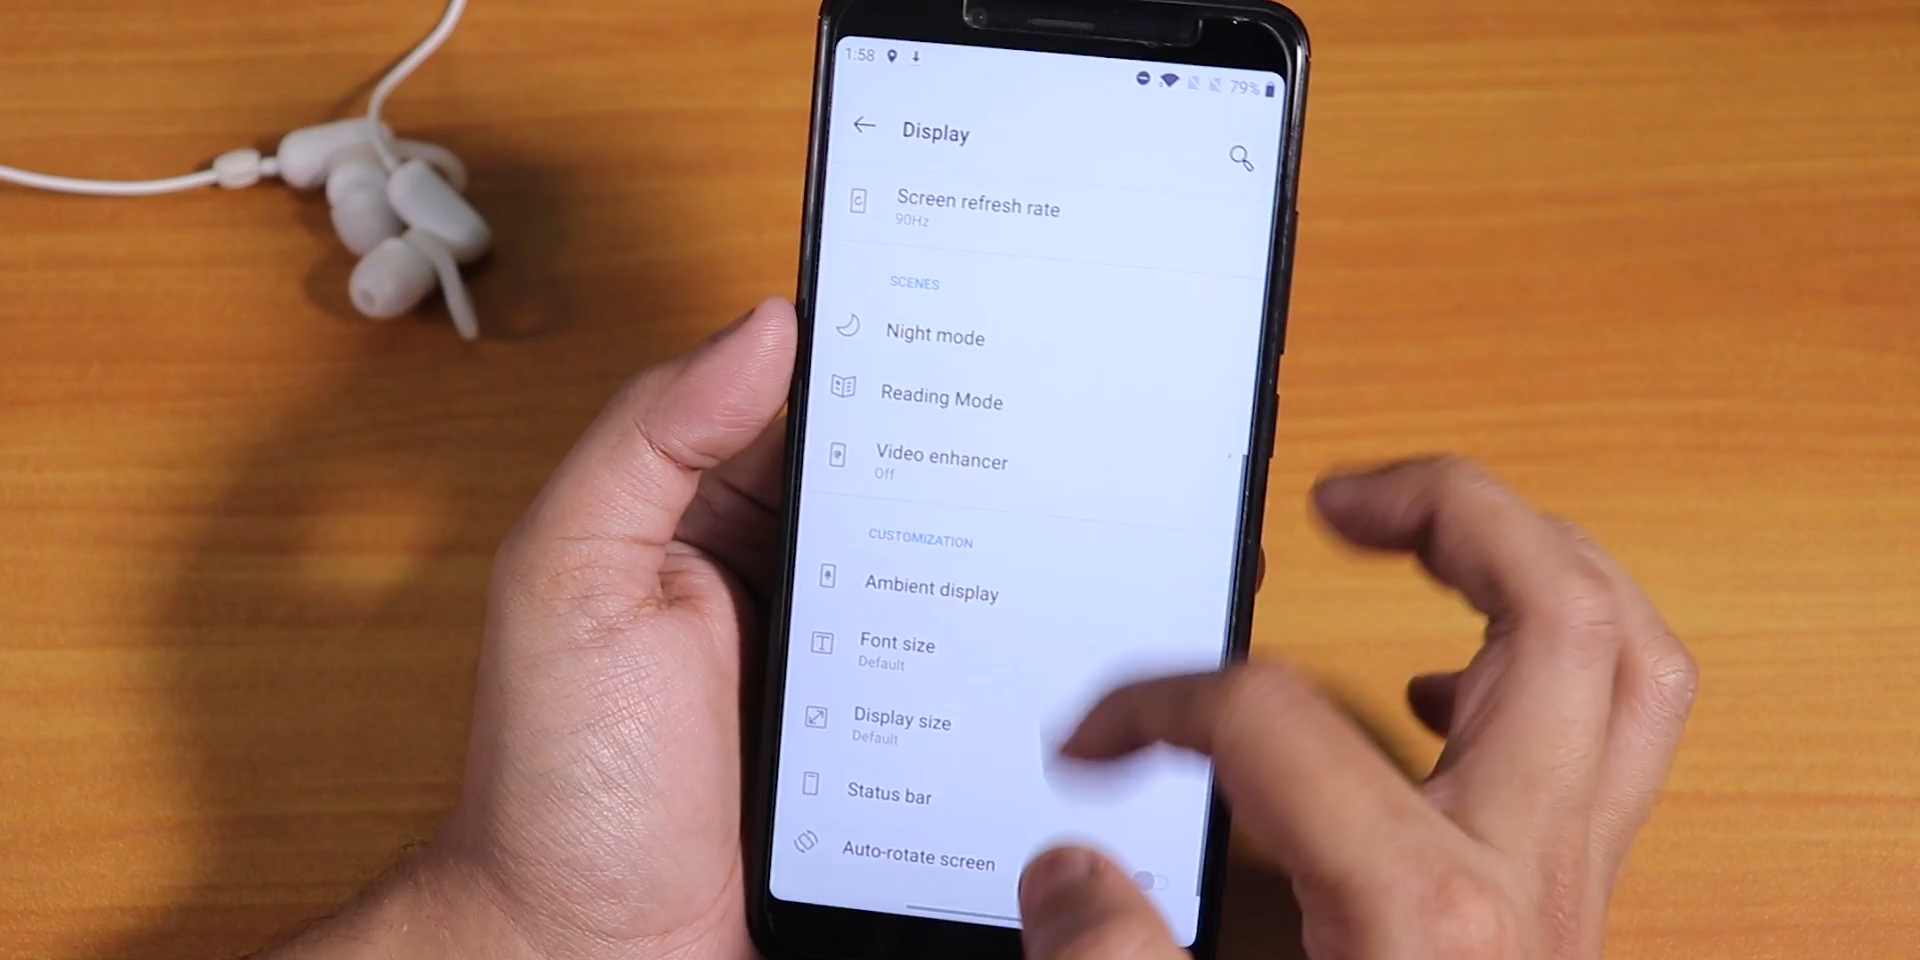 1:58
79%
Display
Screen refresh rate
90Hz
SCENES
Night mode
Reading Mode
Video enhancer
Off
CUSTOMIZATION
Ambient display
Font size
Default
Display size
Default
Status bar
Auto-rotate screen